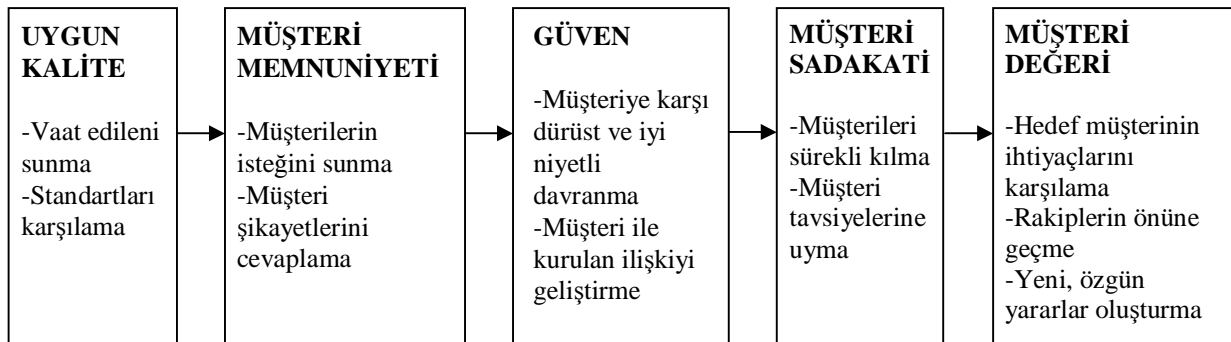 UYGUN
KALİTE
-Vaat edileni
sunma
-Standartları
karşılama
MÜŞTERİ
MEMNUNİYETİ
-Müşterilerin
isteğini sunma
-Müşteri
şikayetlerini
cevaplama
GÜVEN
-Müşteriye karşı
dürüst ve iyi
niyetli
davranma
-Müşteri ile
kurulan ilişkiyi
geliştirme
MÜŞTERİ
SADAKATİ
-Müşterileri
sürekli kılma
-Müşteri
tavsiyelerine
uyma
MÜŞTERİ
DEĞERİ
-Hedef müşterinin
ihtiyaçlarını
karşılama
-Rakiplerin önüne
geçme
-Yeni, özgün
yararlar oluşturma